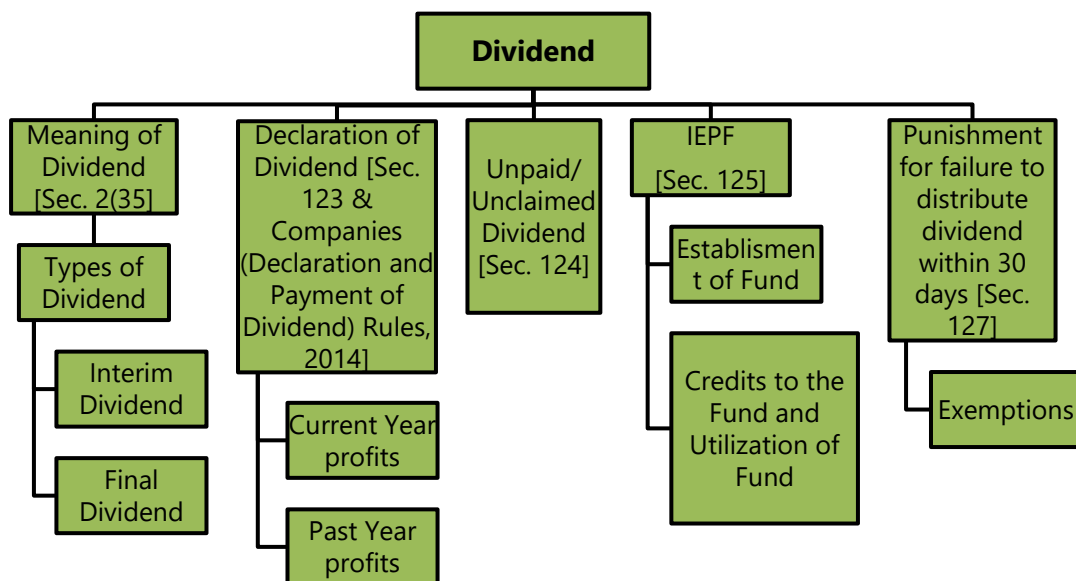 Dividend
Meaning of
Dividend
[Sec. 2(35]
Types of
Dividend
Interim
Dividend
Final
Dividend
Declaration of
Dividend [Sec.
123 &
Companies
(Declaration and
Payment of
Dividend) Rules,
2014]
Current Year
profits
Past Year
profits
Unpaid/
Unclaimed
Dividend
[Sec. 124]
IEPF
[Sec. 125]
Establismen
t of Fund
Credits to the
Fund and
Utilization of
Fund
Punishment
for failure to
distribute
dividend
within 30
days [Sec.
127]
Exemptions